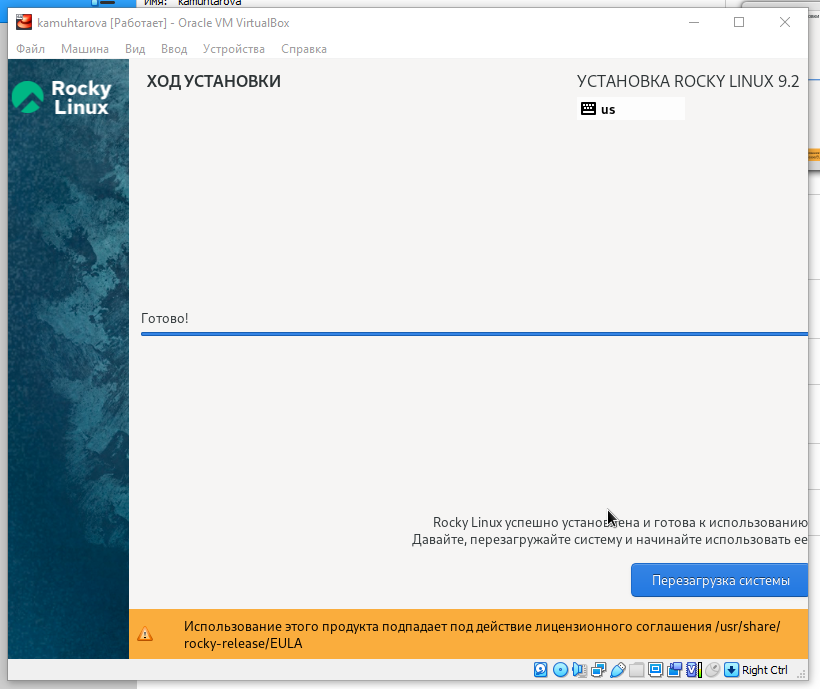 Имя: kamuhtarova
kamuhtarova [Работает] - Oracle VM VirtualBox
Файл Машина Вид Ввод Устройства Справка
Rocky
Linux
ХОД УСТАНОВКИ
УСТАНОВКА ROCKY LINUX 9.2
us
Готово!
Rocky Linux успешно установлена и готова к использованию
Давайте, перезагружайте систему и начинайте использовать ее
Перезагрузка системы
Использование этого продукта подпадает под действие лицензионного соглашения /usr/share/
rocky-release/EULA
Right Ctrl